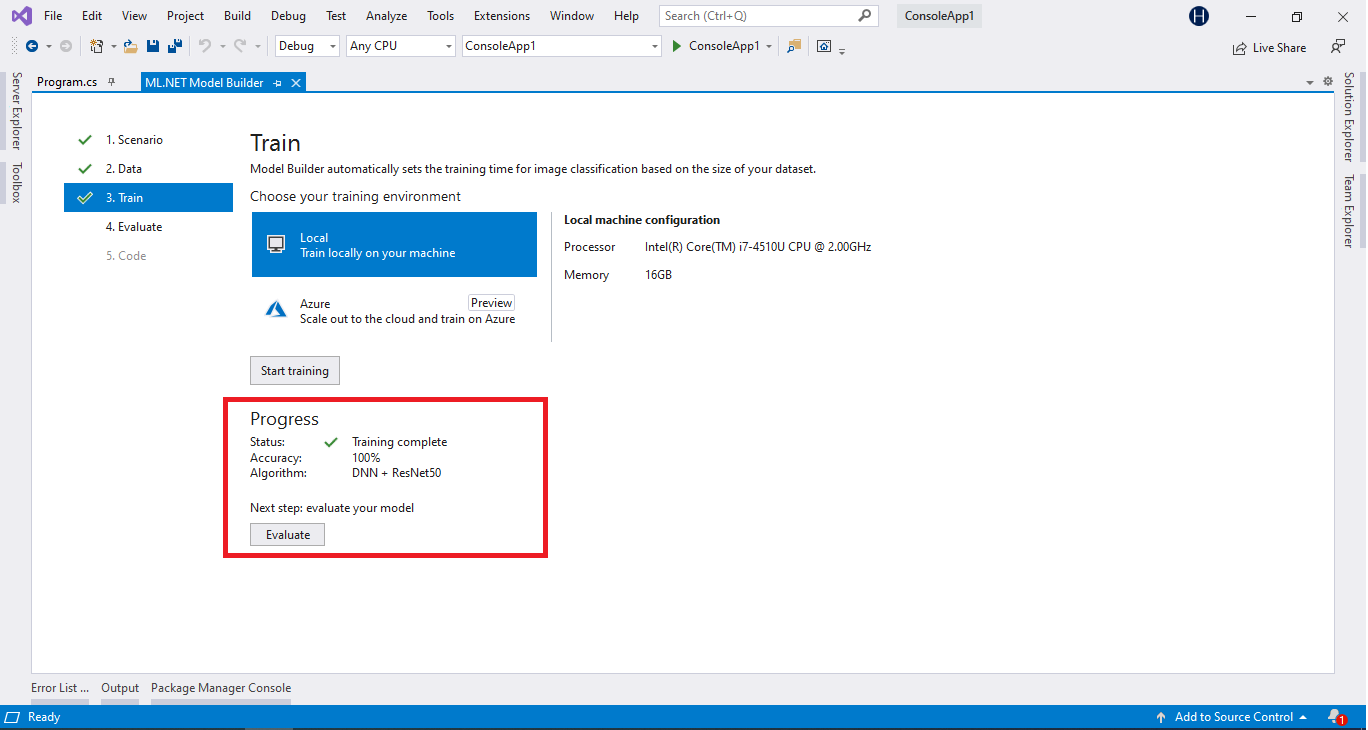 File Edit View Project Build Debug Test Analyze Tools Extensions Window Help Search (Ctrl+Q) ConsoleApp1 H
Debug Any CPU ConsoleApp1 ConsoleApp1 Live Share
Server Explorer
Toolbox
Program.cs ML.NET Model Builder
Solution Explorer
Team Explorer
1. Scenario
2. Data
3. Train
4. Evaluate
5. Code
Train
Model Builder automatically sets the training time for image classification based on the size of your dataset.
Choose your training environment
Local
Train locally on your machine
Azure Preview
Scale out to the cloud and train on Azure
Local machine configuration
Processor Intel(R) Core(TM) i7-4510U CPU @ 2.00GHz
Memory 16GB
Start training
Progress
Status: Training complete
Accuracy: 100%
Algorithm: DNN + ResNet50
Next step: evaluate your model
Evaluate
Error List ... Output Package Manager Console
Ready Add to Source Control 1